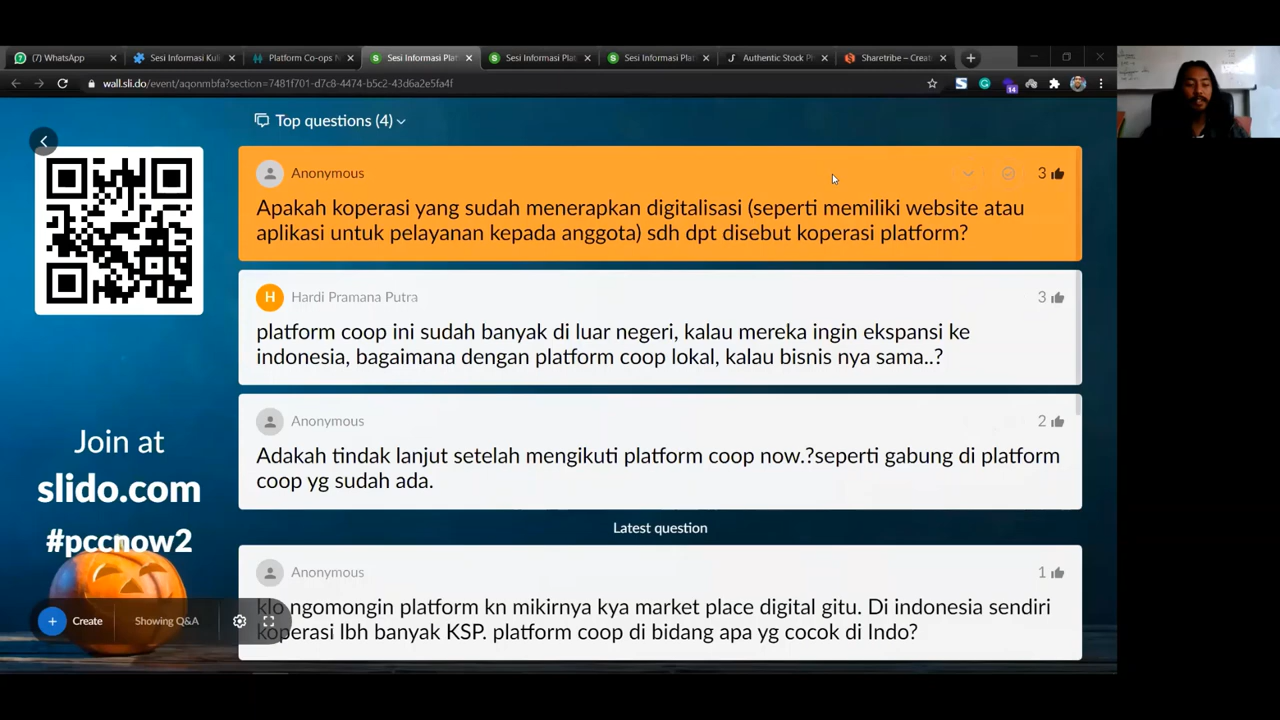 (7) WhatsApp
Sesi Informasi Kuli
Platform Co-ops N
Sesi Informasi Plat
Sesi Informasi Plat
Sesi Informasi Plat
Authentic Stock P
Sharetribe – Creat
wall.sli.do/event/aqonmbfa?section=7481f701-d7c8-4474-b5c2-43d6a2e5fa4f
14
Top questions (4)
Anonymous
3
Apakah koperasi yang sudah menerapkan digitalisasi (seperti memiliki website atau
aplikasi untuk pelayanan kepada anggota) sdh dpt disebut koperasi platform?
H
Hardi Pramana Putra
3
platform coop ini sudah banyak di luar negeri, kalau mereka ingin ekspansi ke
indonesia, bagaimana dengan platform coop lokal, kalau bisnis nya sama..?
Anonymous
2
Adakah tindak lanjut setelah mengikuti platform coop now.?seperti gabung di platform
coop yg sudah ada.
Latest question
Anonymous
1
klo ngomongin platform kn mikirnya kya market place digital gitu. Di indonesia sendiri
koperasi lbh banyak KSP. platform coop di bidang apa yg cocok di Indo?
Join at
slido.com
#pccnow2
Create
Showing Q&A